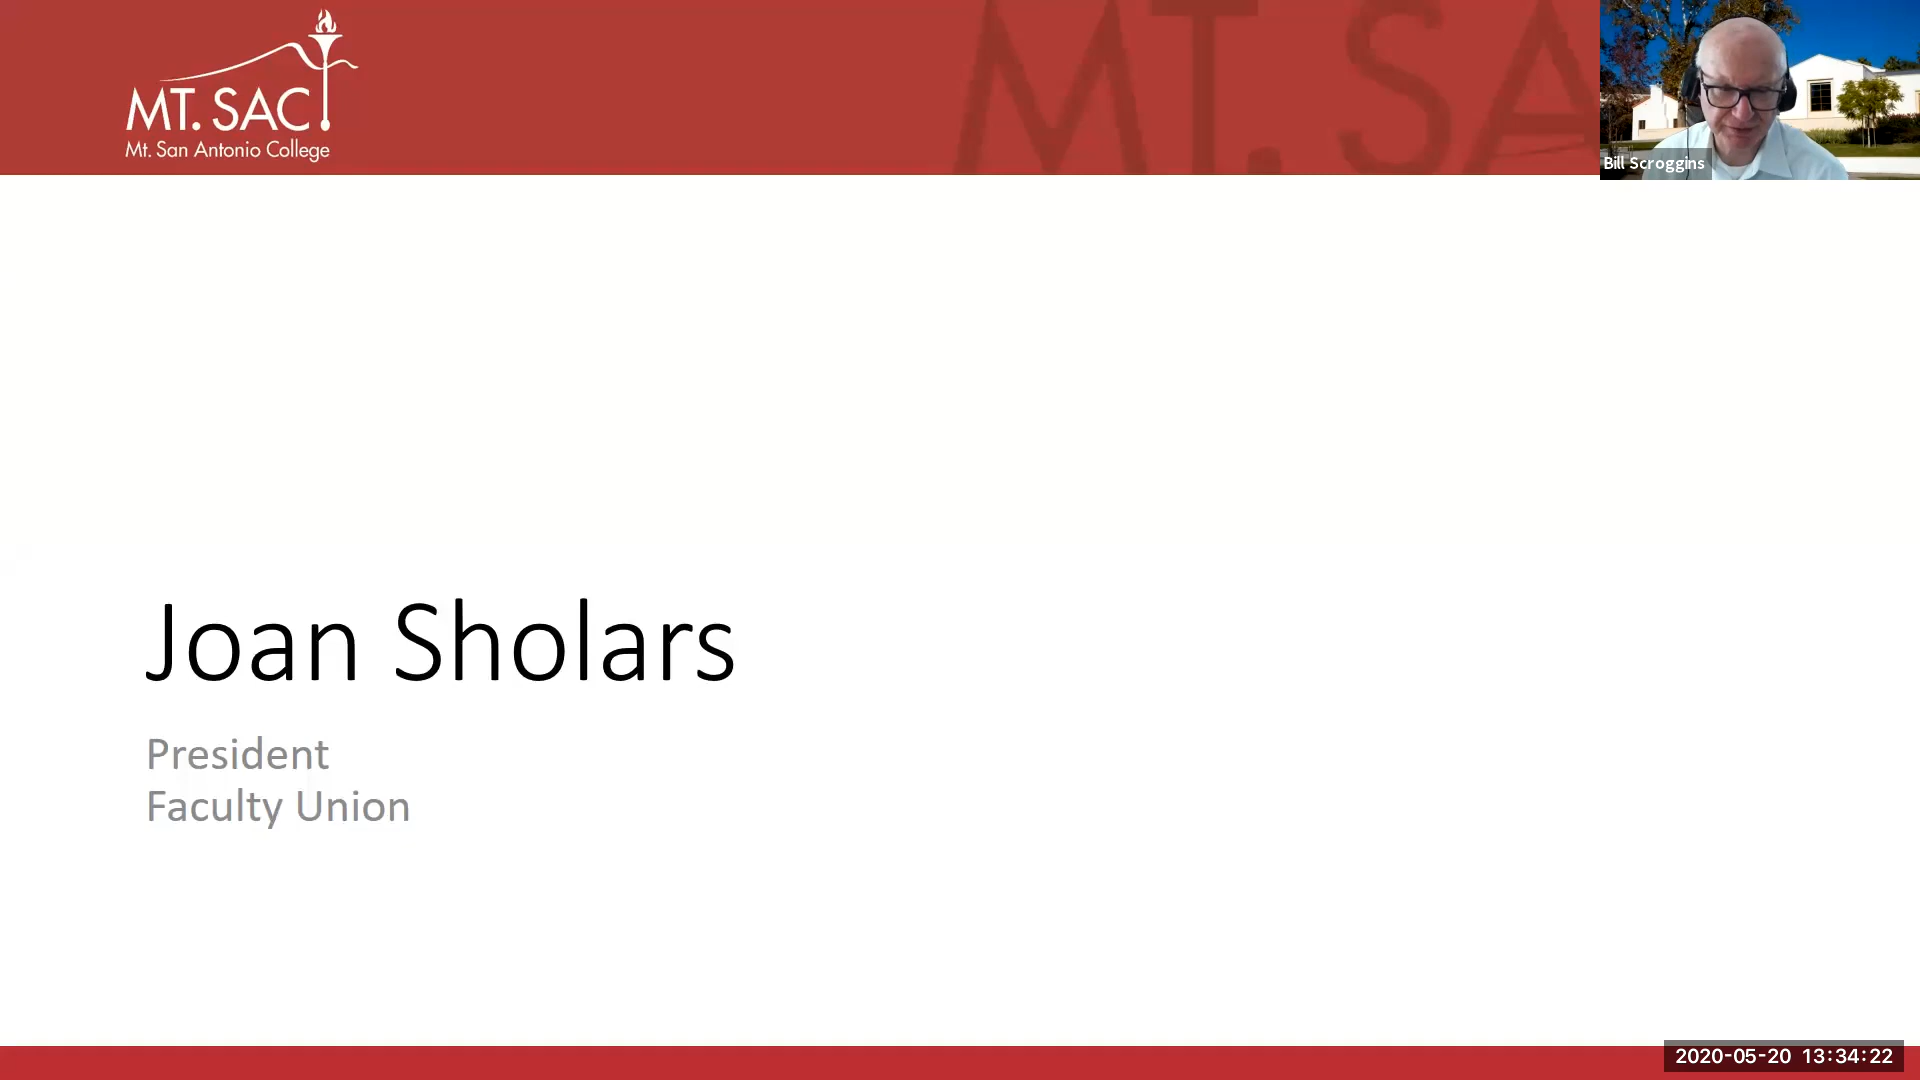 MT. SAC
Mt. San Antonio College
MT. SA
Bill Scroggins
Joan Sholars
President
Faculty Union
2020-05-20 13:34:22